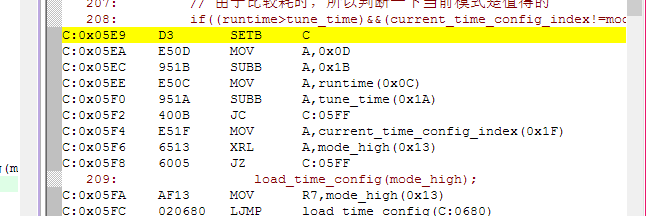 207: // 由于比较耗时，所以判断一下当前模式是值得的
208: if((runtime>tune_time)&&(current_time_config_index!=mod
C:0x05E9 D3 SETB C
C:0x05EA E50D MOV A,0x0D
C:0x05EC 951B SUBB A,0x1B
C:0x05EE E50C MOV A,runtime(0x0C)
C:0x05F0 951A SUBB A,tune_time(0x1A)
C:0x05F2 400B JC C:05FF
C:0x05F4 E51F MOV A,current_time_config_index(0x1F)
C:0x05F6 6513 XRL A,mode_high(0x13)
C:0x05F8 6005 JZ C:05FF
209: load_time_config(mode_high);
(m
C:0x05FA AF13 MOV R7,mode_high(0x13)
C:0x05FC 020680 LJMP load_time_config(C:0680)